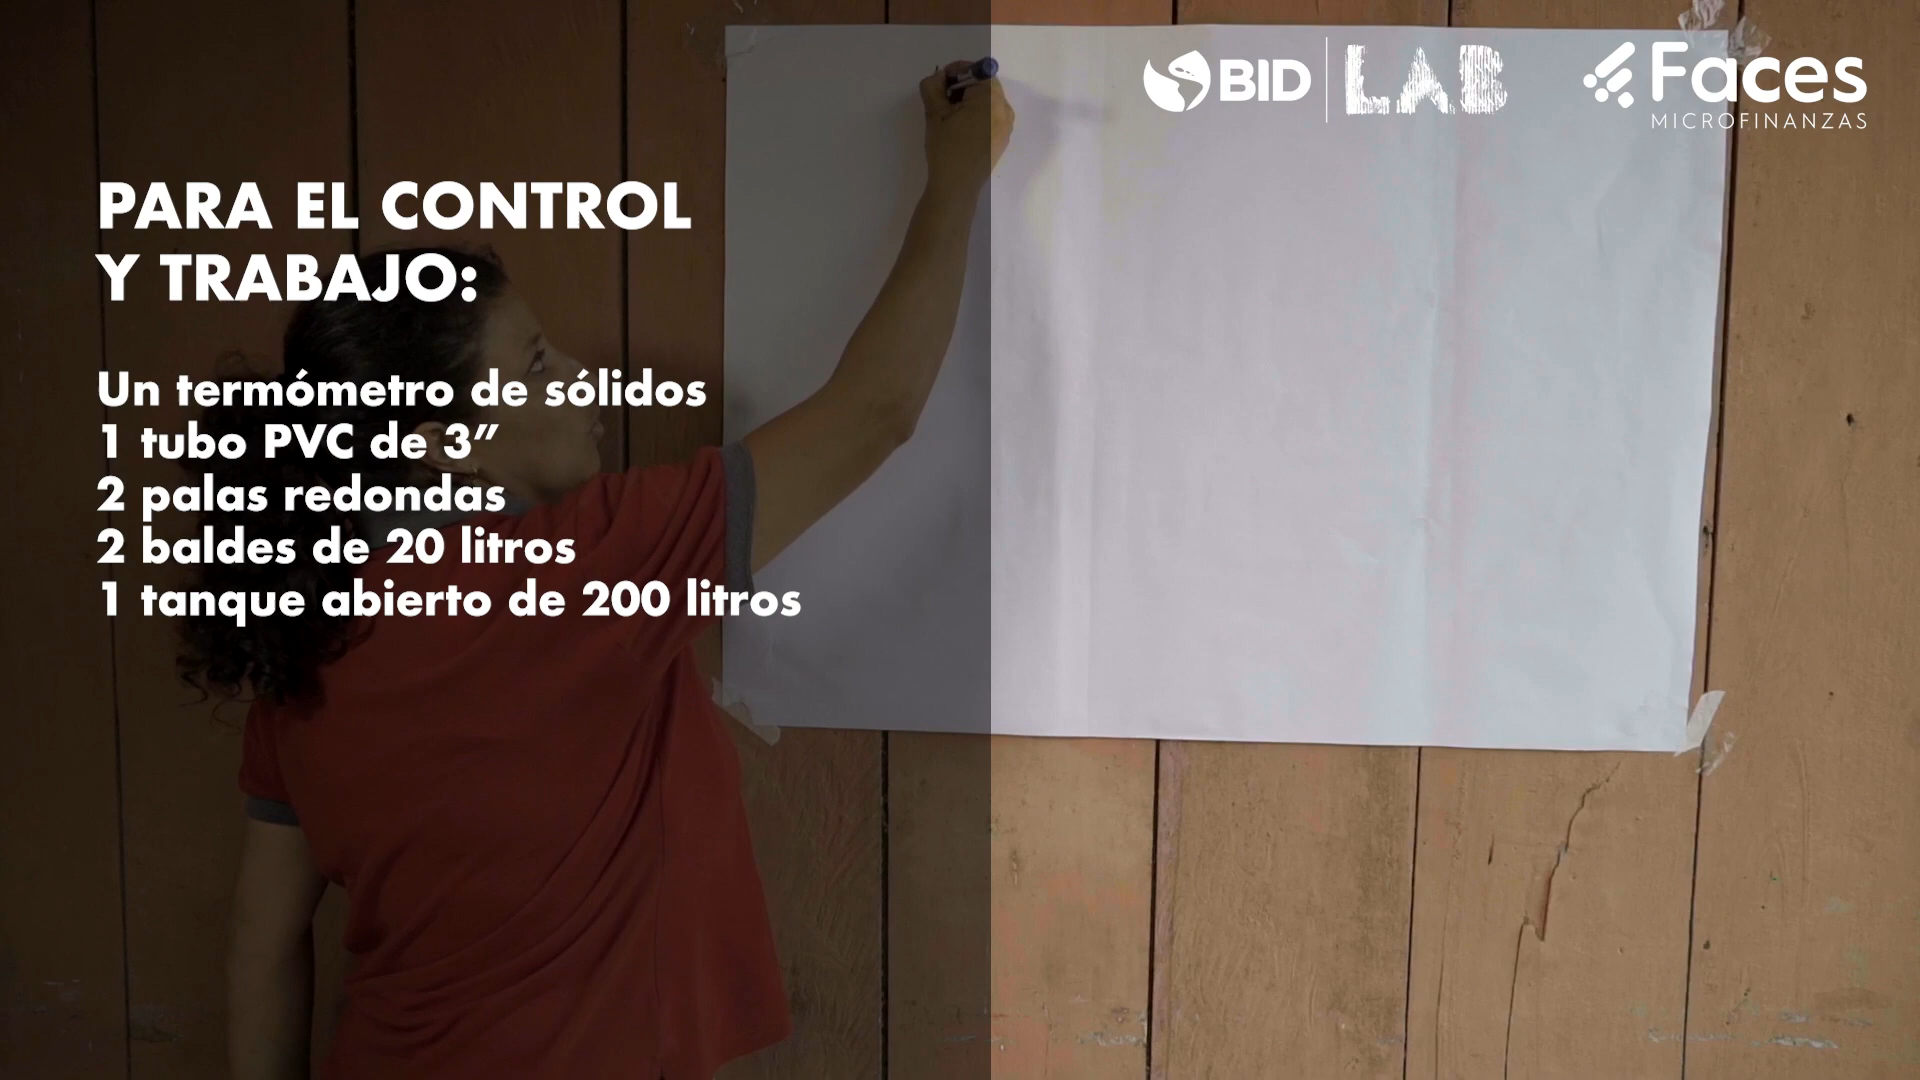 BID LAB
Faces
MICROFINANZAS
PARA EL CONTROL
Y TRABAJO:
Un termómetro de sólidos
1 tubo PVC de 3”
2 palas redondas
2 baldes de 20 litros
1 tanque abierto de 200 litros